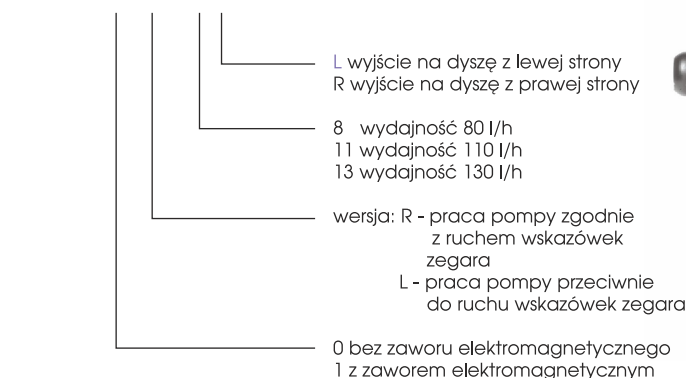 L wyjście na dyszę z lewej strony
R wyjście na dyszę z prawej strony
8 wydajność 80 l/h
11 wydajność 110 l/h
13 wydajność 130 l/h
wersja: R - praca pompy zgodnie
z ruchem wskazówek
zegara
L - praca pompy przeciwnie
do ruchu wskazówek zegara
0 bez zaworu elektromagnetycznego
1 z zaworem elektromagnetycznym